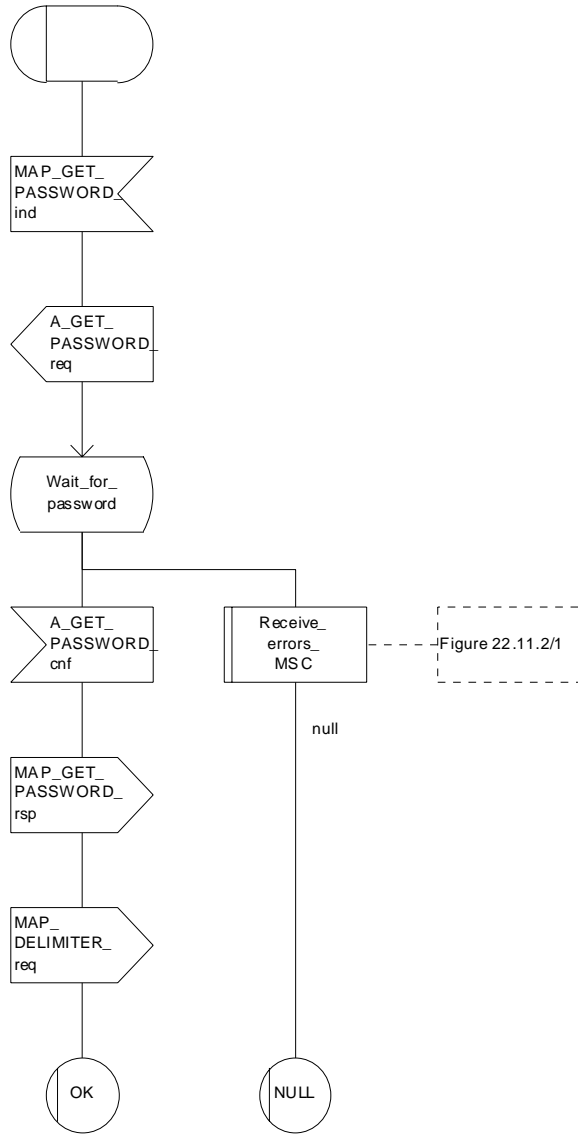 MAP_GET_
PASSWORD_
ind
A_GET_
PASSWORD_
req
Wait_for_
password
A_GET_
PASSWORD_
cnf
Receive_
errors_
MSC
Figure 22.11.2/1
null
MAP_GET_
PASSWORD_
rsp
MAP_
DELIMITER_
req
OK
NULL